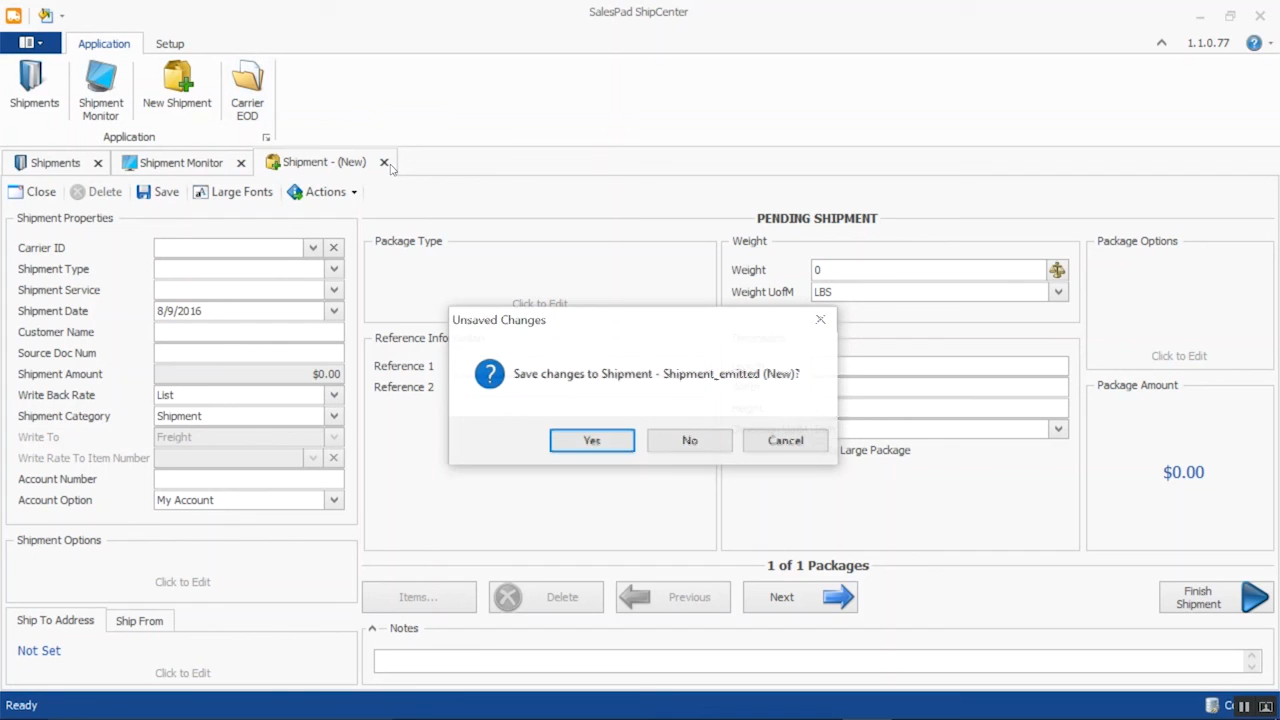 SalesPad ShipCenter
Application Setup
1.1.0.77
Shipments
Shipment Monitor
New Shipment
Carrier EOD
Application
Shipments
Shipment Monitor
Shipment - (New)
Close Delete Save Large Fonts Actions
Shipment Properties
Carrier ID
Shipment Type
Shipment Service
Shipment Date 8/9/2016
Customer Name
Source Doc Num
Shipment Amount $0.00
Write Back Rate List
Shipment Category Shipment
Write To Freight
Write Rate To Item Number
Account Number
Account Option My Account
Shipment Options
Click to Edit
Ship To Address Ship From
Not Set
Click to Edit
PENDING SHIPMENT
Package Type
Click to Edit
Weight
Weight 0
Weight UofM LBS
Package Options
Click to Edit
Reference Info
Reference 1
Reference 2
Unsaved Changes
Save changes to Shipment - Shipment_emitted (New)?
Yes No Cancel
Large Package
Package Amount
$0.00
1 of 1 Packages
Items... Delete Previous Next
Finish Shipment
Notes
Ready